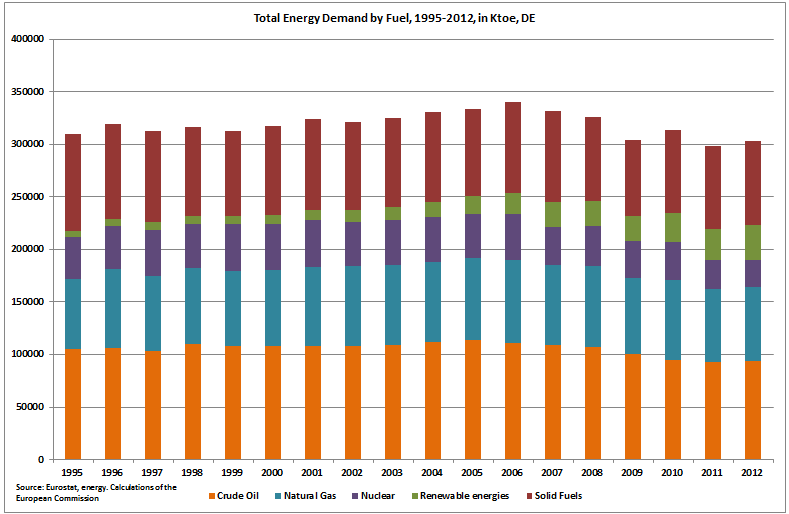 Total Energy Demand by Fuel, 1995-2012, in Ktoe, DE
400000
350000
300000
250000
200000
150000
100000
50000
0
1995 1996 1997 1998 1999 2000 2001 2002 2003 2004 2005 2006 2007 2008 2009 2010 2011 2012
Source: Eurostat, energy. Calculations of the
European Commission
Crude Oil Natural Gas Nuclear Renewable energies Solid Fuels